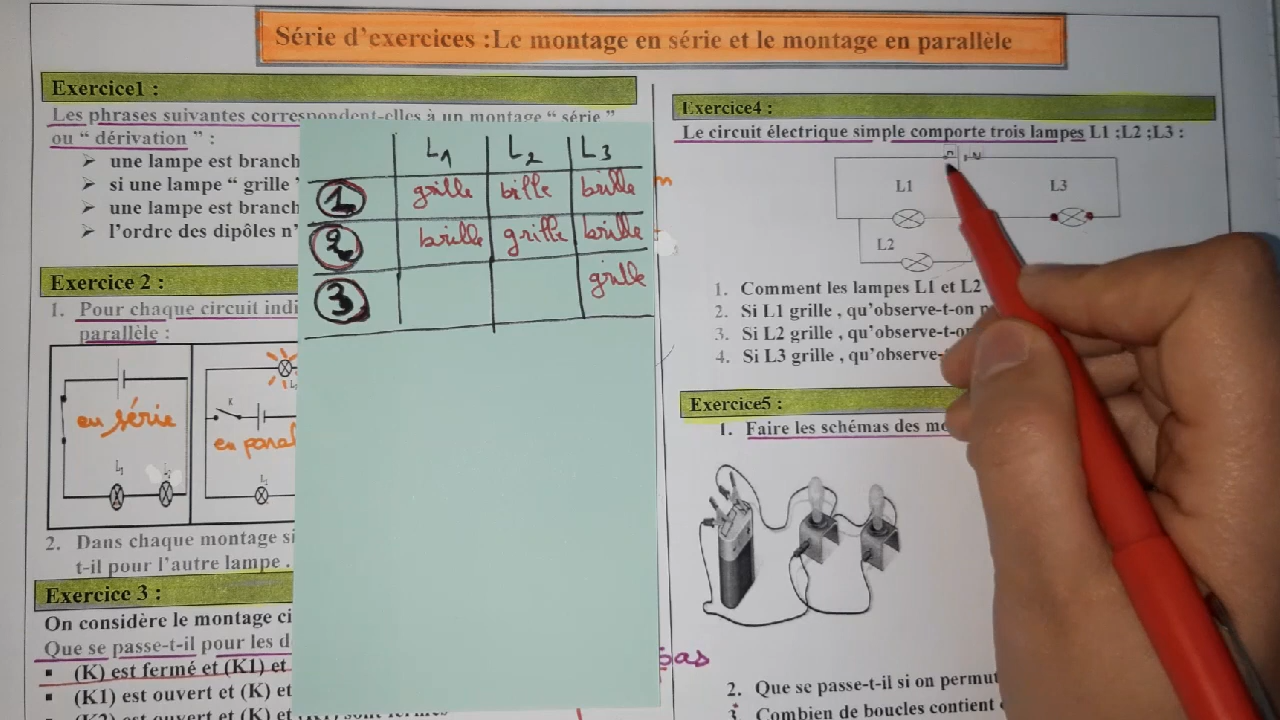 Série d'exercices :Le montage en série et le montage en parallèle
Exercice1 :
Les phrases suivantes correspondent-elles à un montage “ série ”
ou “ dérivation ” :
➢ une lampe est branch
➢ si une lampe “ grille ’
➢ une lampe est branch
➢ l'ordre des dipôles n'
Exercice 2 :
1. Pour chaque circuit indi
parallèle :
en série
L1
K
en paral
L1
2. Dans chaque montage si
t-il pour l'autre lampe .
Exercice 3 :
On considère le montage ci
Que se passe-t-il pour les d
▪ (K) est fermé et (K1) et
▪ (K1) est ouvert et (K) et
L1 L2 L3
1 grille bille brille
2 brille grille brille
3 grille
pas
Exercice4 :
Le circuit électrique simple comporte trois lampes L1 :L2 ;L3 :
L1
L3
L2
1. Comment les lampes L1 et L2
2. Si L1 grille , qu'observe-t-on
3. Si L2 grille , qu'observe-t-on
4. Si L3 grille , qu'observe-
Exercice5 :
1. Faire les schémas des mo
2. Que se passe-t-il si on permut
3. Combien de boucles contient